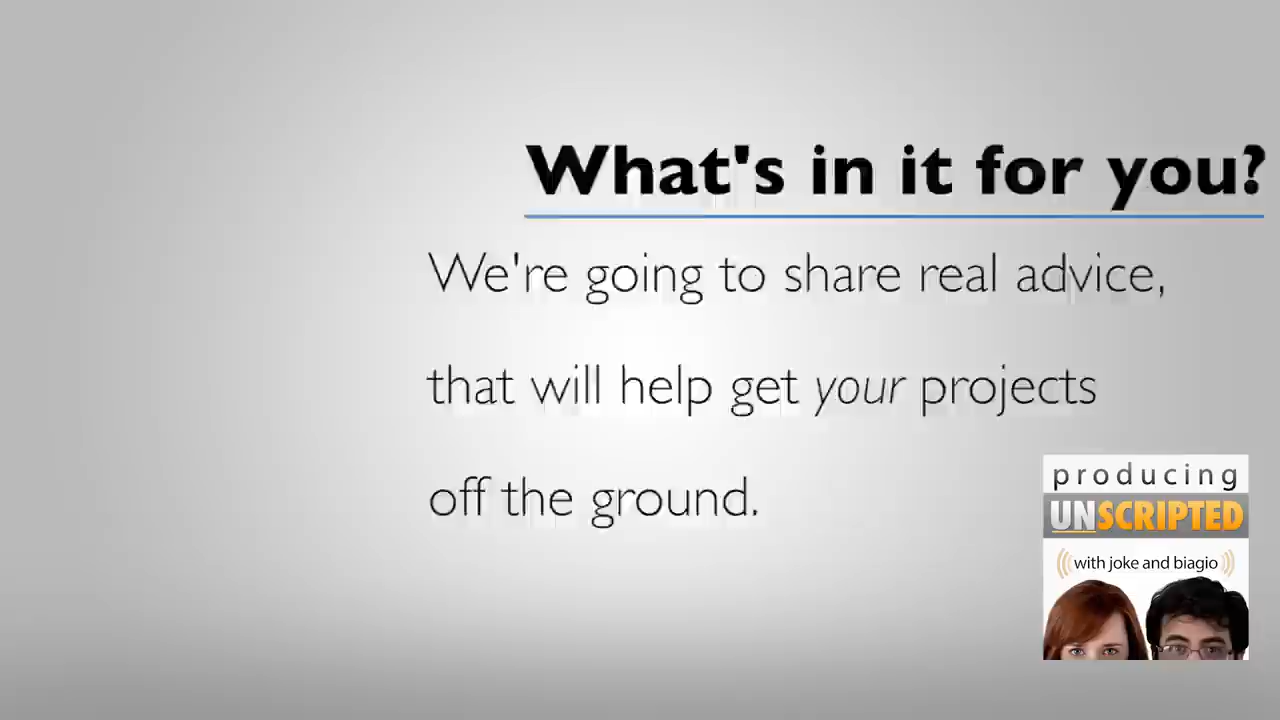 What's in it for you?
We're going to share real advice,
that will help get your projects
off the ground.
producing
UNSCRIPTED
with joke and biagio